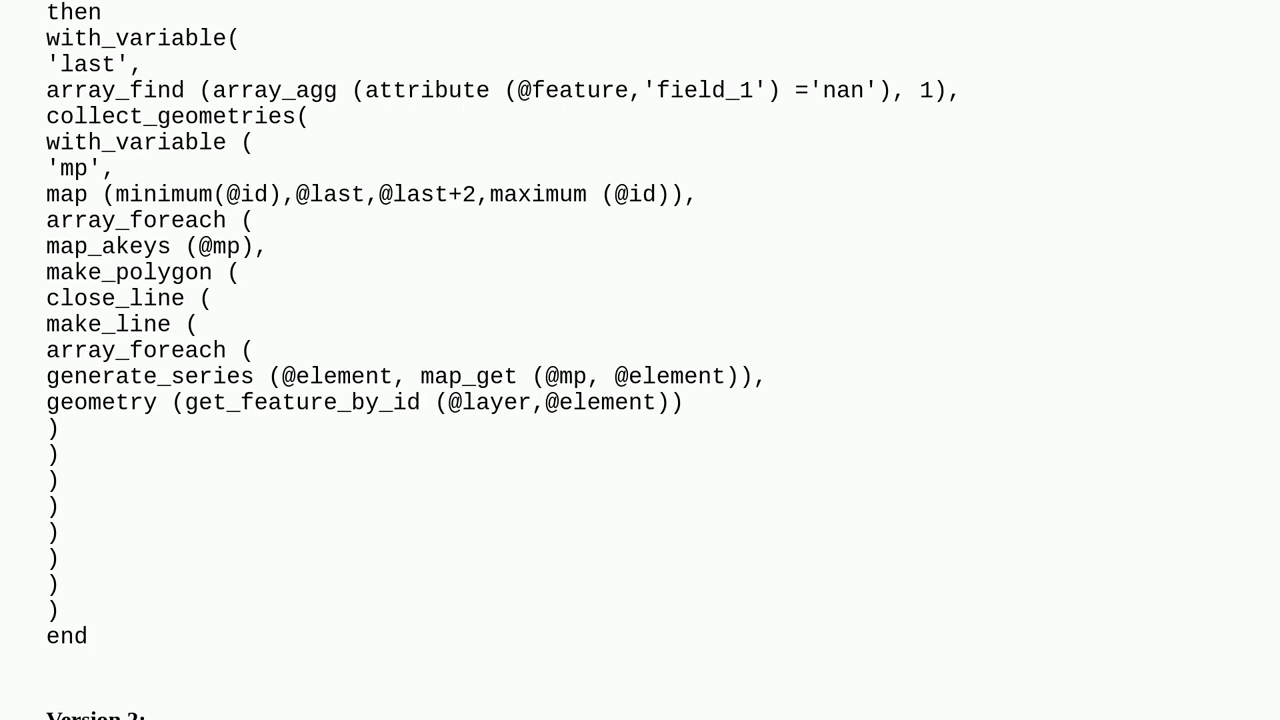 then
with_variable(
'last',
array_find (array_agg (attribute (@feature,'field_1') ='nan'), 1),
collect_geometries(
with_variable (
'mp',
map (minimum(@id),@last,@last+2,maximum (@id)),
array_foreach (
map_akeys (@mp),
make_polygon (
close_line (
make_line (
array_foreach (
generate_series (@element, map_get (@mp, @element)),
geometry (get_feature_by_id (@layer,@element))
)
)
)
)
)
)
)
)
end
Version 2: